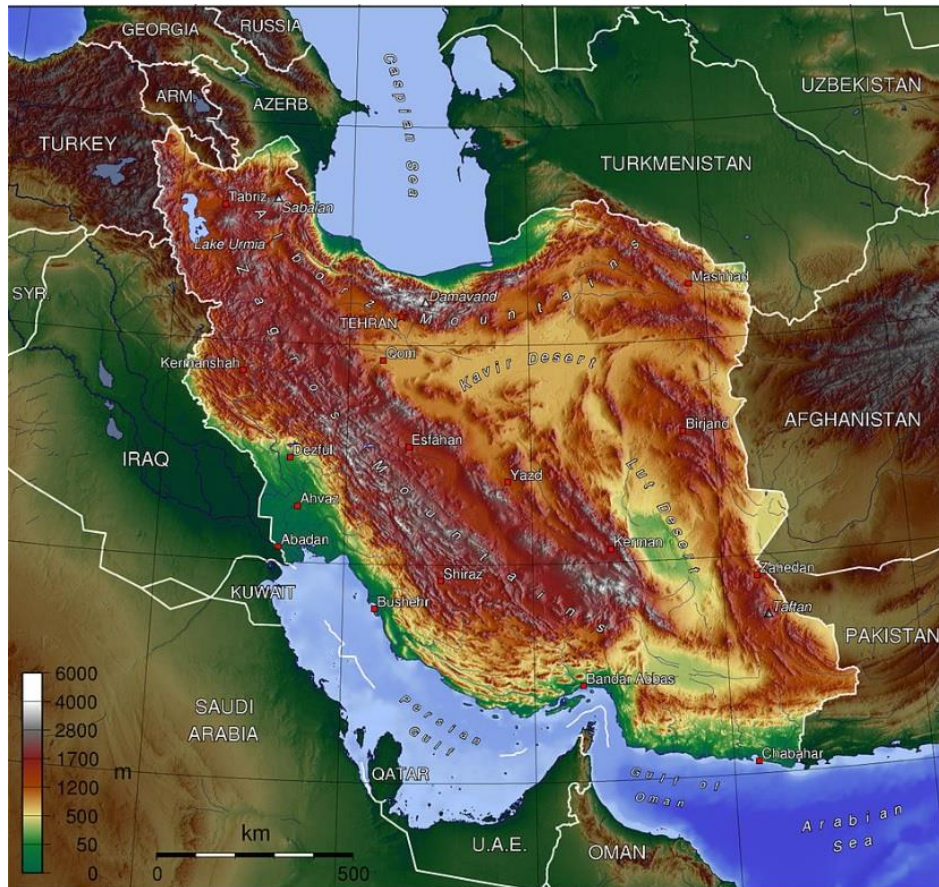 GEORGIA
RUSSIA
Caspian Sea
UZBEKISTAN
ARM.
AZERB.
TURKEY
TURKMENISTAN
Tabriz
Sabalan
Lake Urmia
Alborz Mountains
Mashhad
SYR.
Damavand
TEHRAN
Qom
Kavir Desert
Kermanshah
Zagros Mountains
AFGHANISTAN
Birjand
IRAQ
Dezful
Esfahan
Yazd
Lut Desert
Ahvaz
Abadan
Kerman
KUWAIT
Shiraz
Zahedan
Bushehr
Taftan
PAKISTAN
6000
4000
2800
1700
1200
500
50
0
m
SAUDI
ARABIA
Bandar Abbas
Persian
Gulf
QATAR
Chabahar
Gulf of
Oman
Arabian
Sea
km
0
500
U.A.E.
OMAN